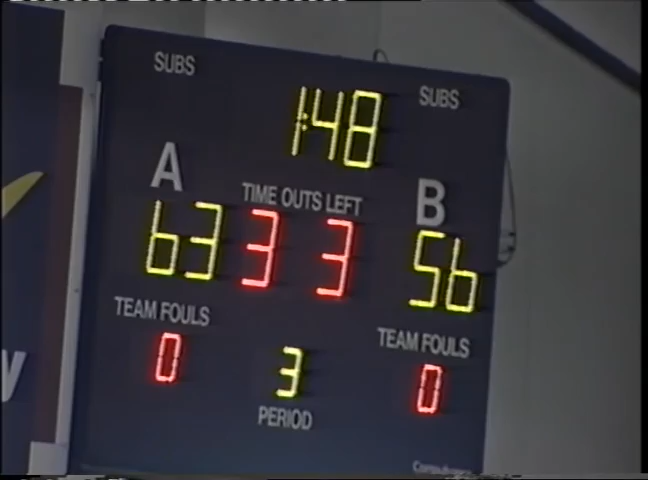 SUBS
SUBS
1:48
A
B
TIME OUTS LEFT
63 3 3 56
TEAM FOULS
TEAM FOULS
0 3 0
PERIOD